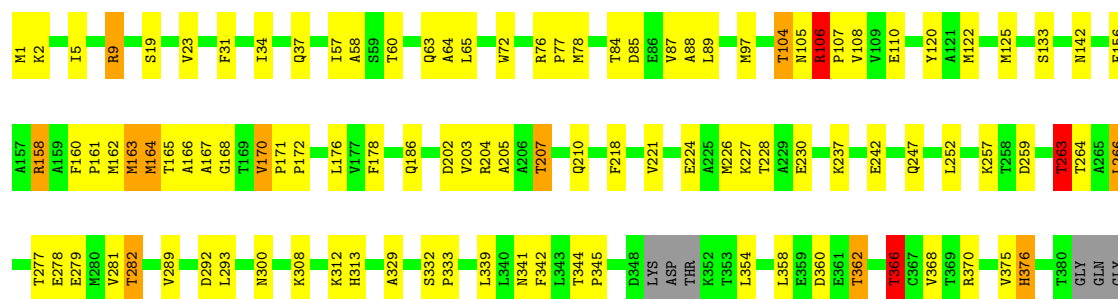 M1 K2 I5 R9 S19 V23 F31 I34 Q37 I57 A58 S59 T60 Q63 A64 L65 W72 R76 P77 M78 T84 D85 E86 V87 A88 L89 M97 T104 N105 R106 P107 V108 V109 E110 Y120 A121 M122 M125 S133 N142
A157 R158 A159 F160 P161 M162 M163 M164 T165 A166 A167 G168 T169 V170 P171 P172 L176 V177 F178 Q186 D202 V203 R204 A205 A206 T207 Q210 F218 V221 E224 A225 M226 K227 T228 A229 E230 K237 E242 Q247 L252 K257 T258 D259 T263 T264 A265
T277 E278 E279 M280 V281 T282 V289 D292 L293 N300 K308 K312 H313 A329 S332 P333 L339 L340 N341 F342 L343 T344 P345 D348 LYS ASP THR K352 T353 L354 L358 E359 D360 E361 T362 T366 C367 V368 T369 R370 V375 H376 T380 GLY GLN